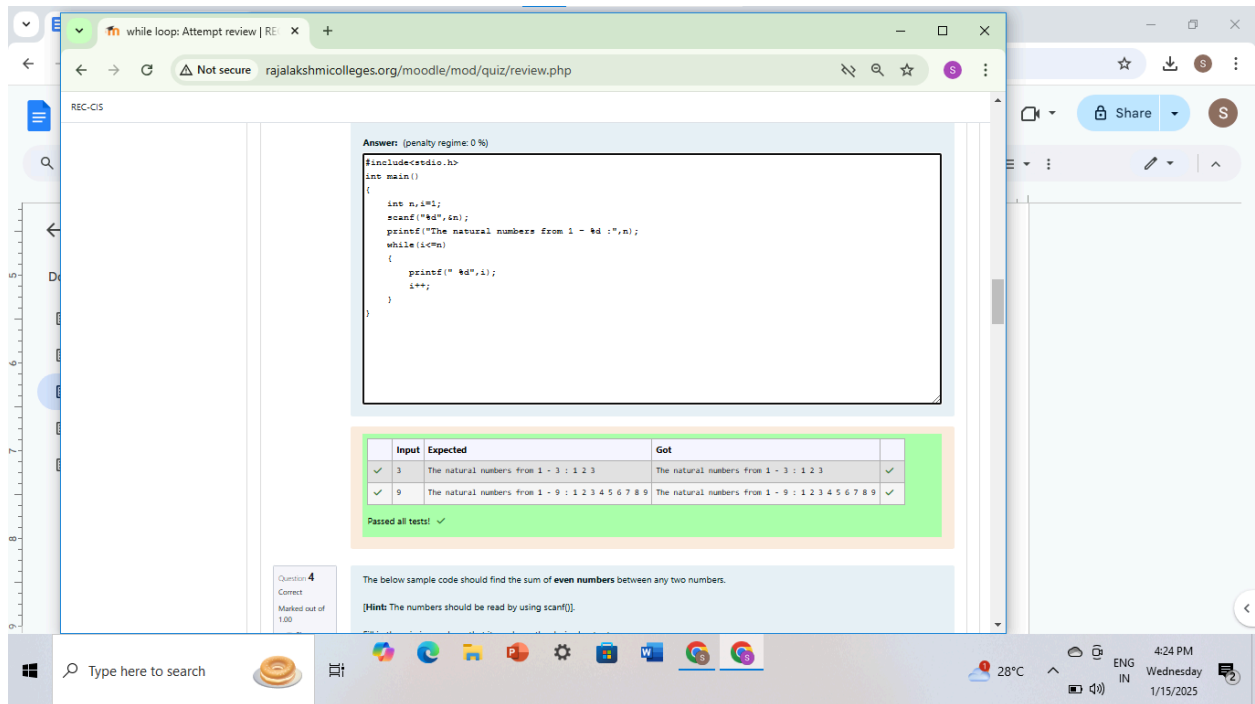 while loop: Attempt review | RE
Not secure rajalakshmicolleges.org/moodle/mod/quiz/review.php
S
S
REC-CIS
Share
S
Answer: (penalty regime: 0 %)
#include<stdio.h>
int main()
{
int n,i=1;
scanf("%d",&n);
printf("The natural numbers from 1 - %d :",n);
while(i<=n)
{
printf(" %d",i);
i++;
}
}
Input Expected Got
3 The natural numbers from 1 - 3 : 1 2 3 The natural numbers from 1 - 3 : 1 2 3
9 The natural numbers from 1 - 9 : 1 2 3 4 5 6 7 8 9 The natural numbers from 1 - 9 : 1 2 3 4 5 6 7 8 9
Passed all tests!
Question 4
Correct
Marked out of
1.00
The below sample code should find the sum of even numbers between any two numbers.
[Hint: The numbers should be read by using scanf()].
5
6
7
8
9
Type here to search
28°C
ENG
IN
4:24 PM
Wednesday
1/15/2025
2